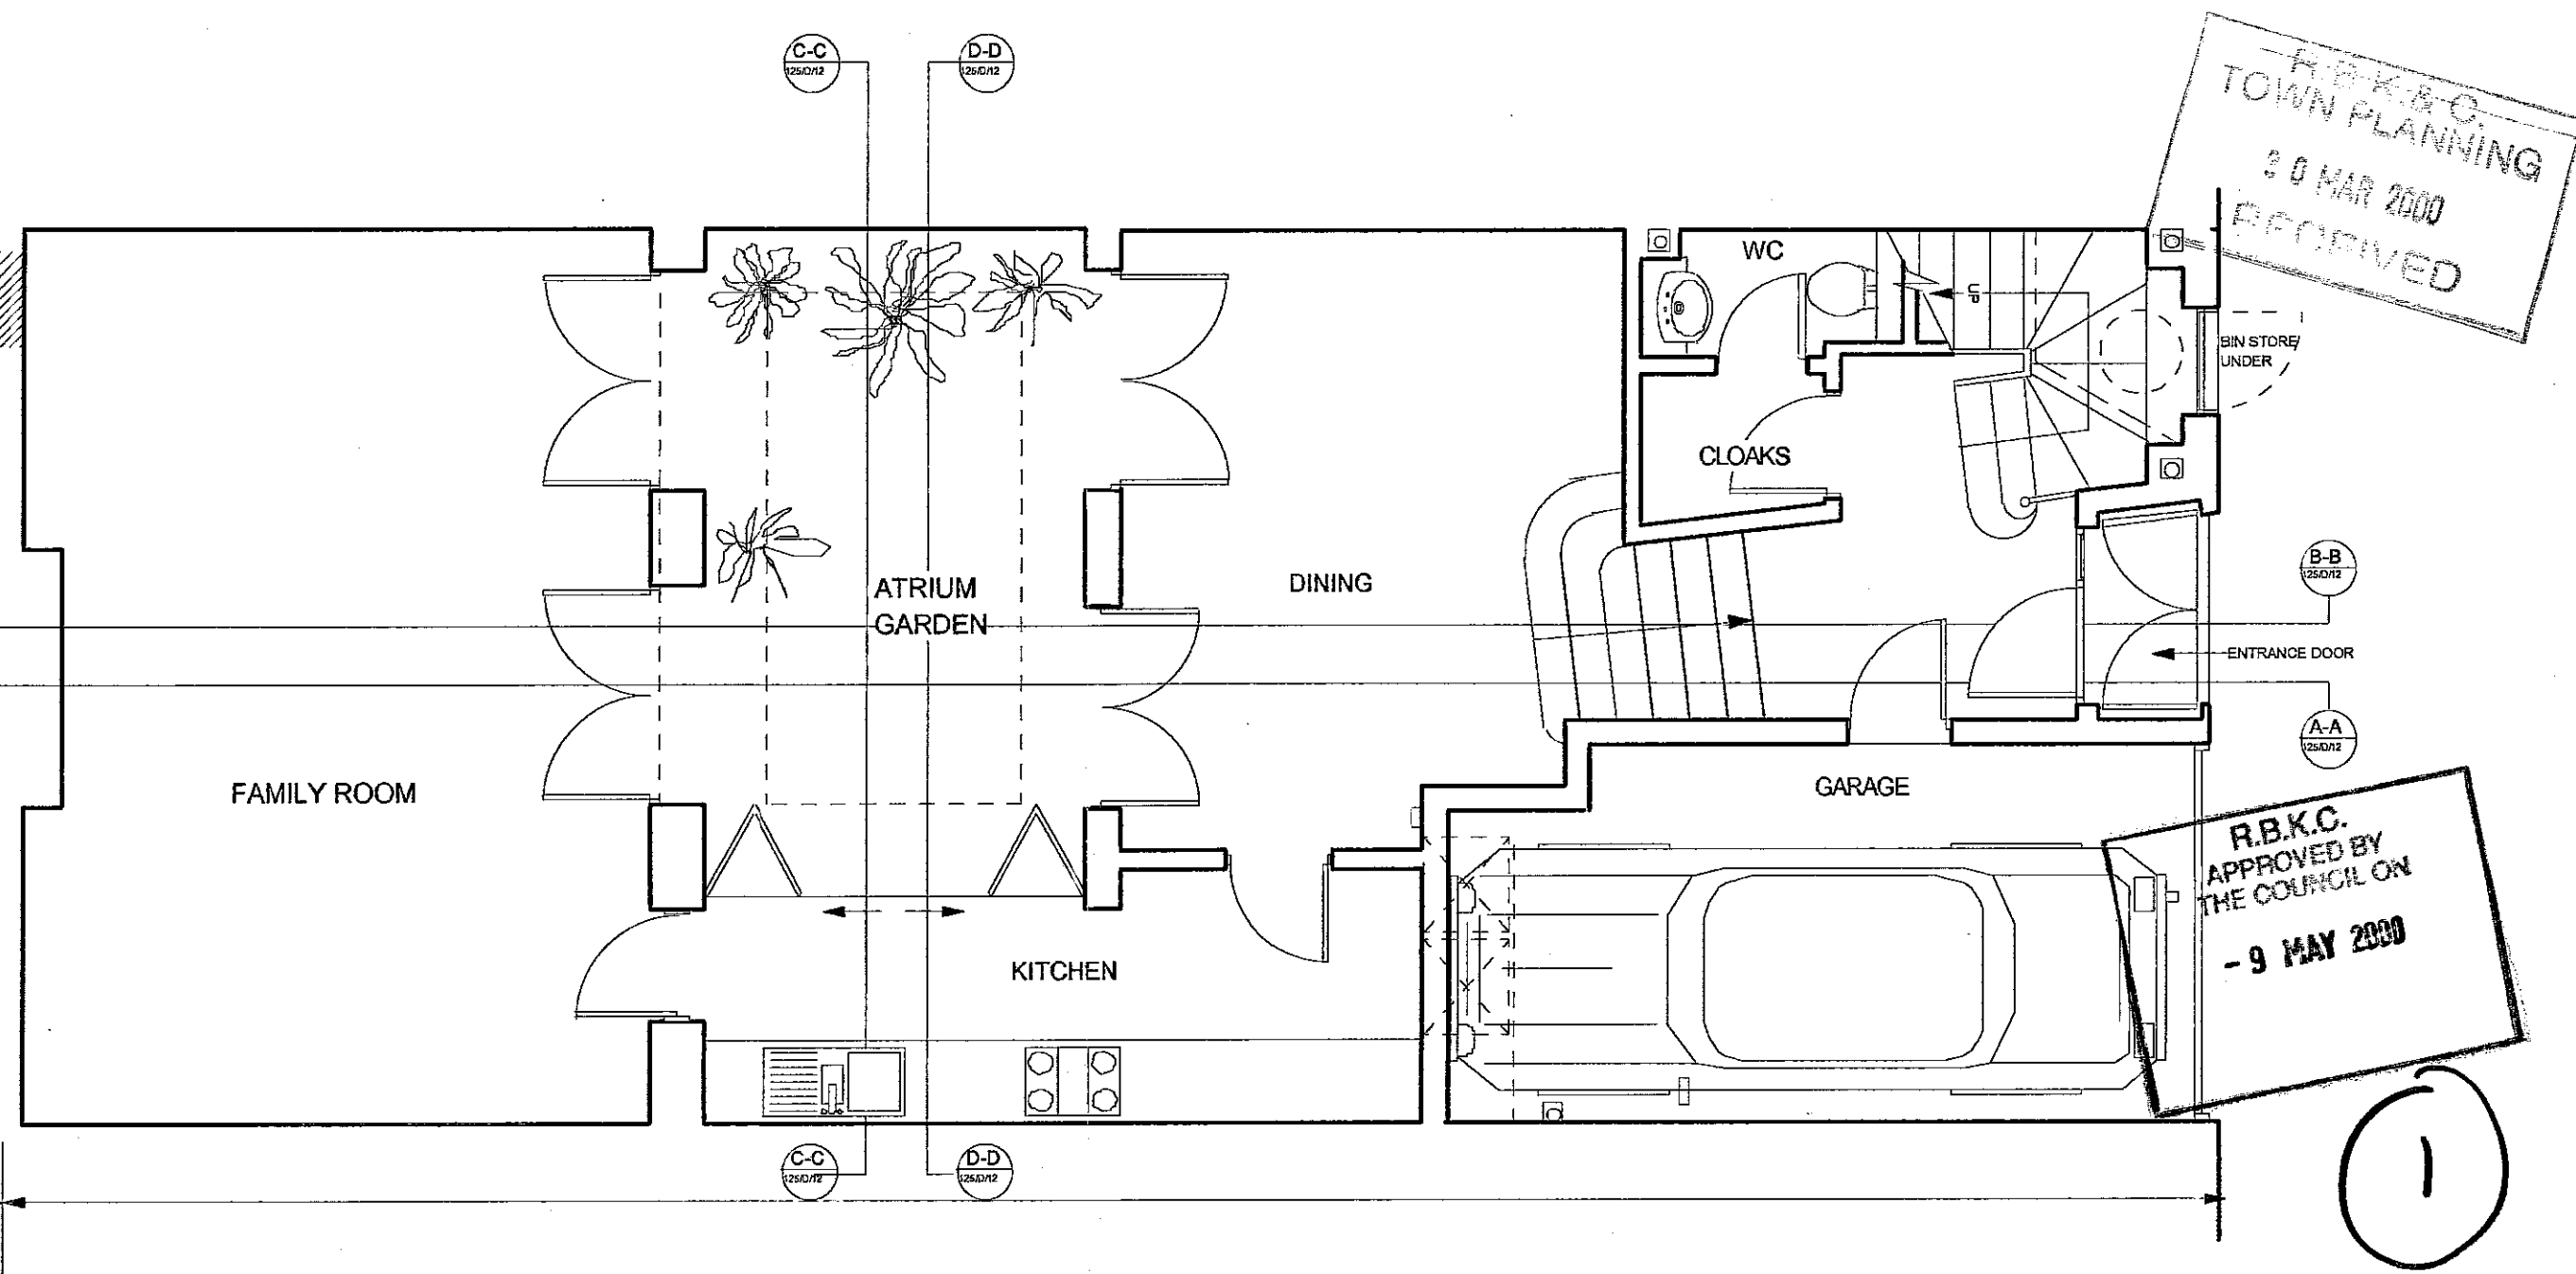 C-C
125/D/12
D-D
125/D/12
R.B.K.&C.
TOWN PLANNING
30 MAR 2000
RECEIVED
WC
UP
BIN STORE
UNDER
CLOAKS
ATRIUM
GARDEN
DINING
B-B
125/D/12
ENTRANCE DOOR
A-A
125/D/12
FAMILY ROOM
GARAGE
R.B.K.C.
APPROVED BY
THE COUNCIL ON
- 9 MAY 2000
KITCHEN
C-C
125/D/12
D-D
125/D/12
1